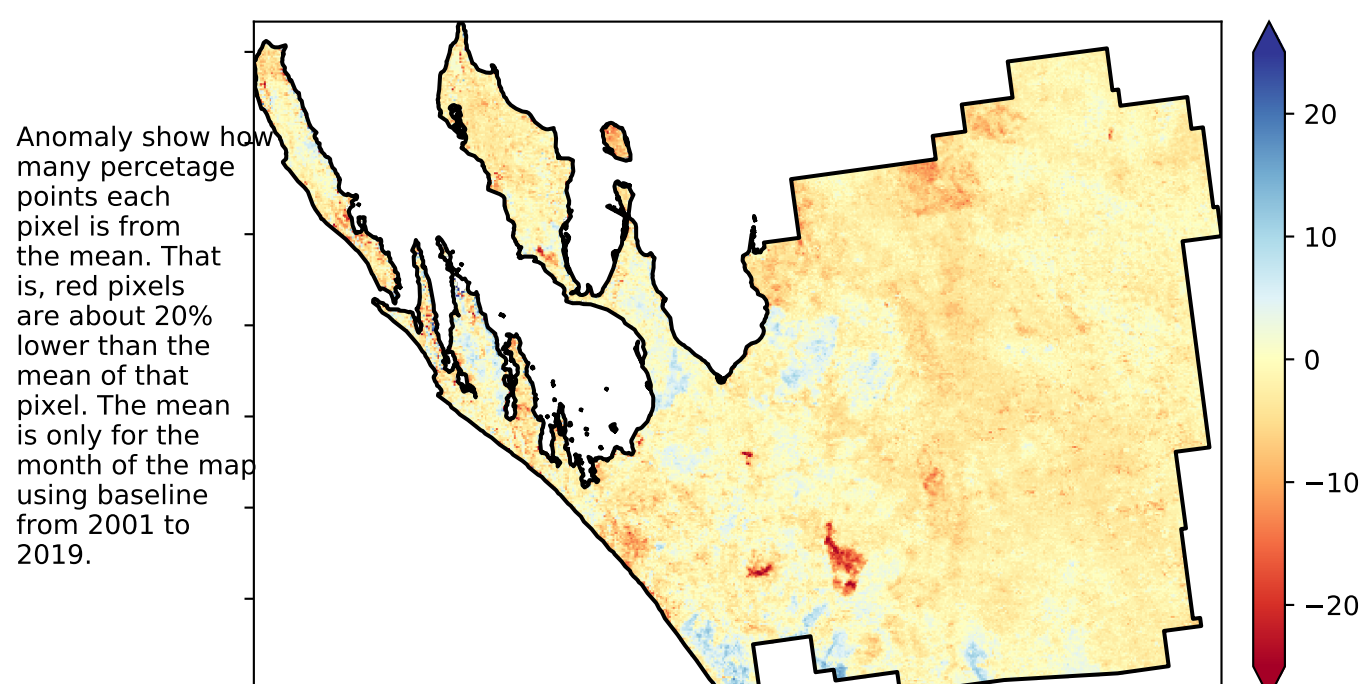 Anomaly show how
many percetage
points each
pixel is from
the mean. That
is, red pixels
are about 20%
lower than the
mean of that
pixel. The mean
is only for the
month of the map
using baseline
from 2001 to
2019.
20
10
0
−10
−20